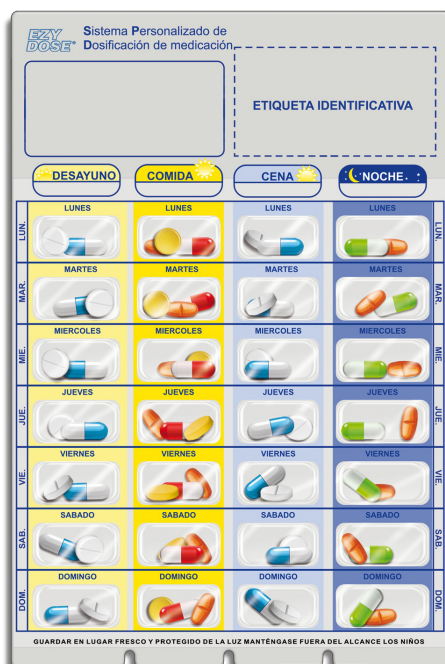 EZY DOSE®
Sistema Personalizado de
Dosificación de medicación
ETIQUETA IDENTIFICATIVA
DESAYUNO COMIDA CENA NOCHE
LUN. LUNES LUNES LUNES LUNES LUN.
MAR. MARTES MARTES MARTES MARTES MAR.
MIE. MIERCOLES MIERCOLES MIERCOLES MIERCOLES MIE.
JUE. JUEVES JUEVES JUEVES JUEVES JUE.
VIE. VIERNES VIERNES VIERNES VIERNES VIE.
SAB. SABADO SABADO SABADO SABADO SAB.
DOM. DOMINGO DOMINGO DOMINGO DOMINGO DOM.
GUARDAR EN LUGAR FRESCO Y PROTEGIDO DE LA LUZ MANTÉNGASE FUERA DEL ALCANCE LOS NIÑOS